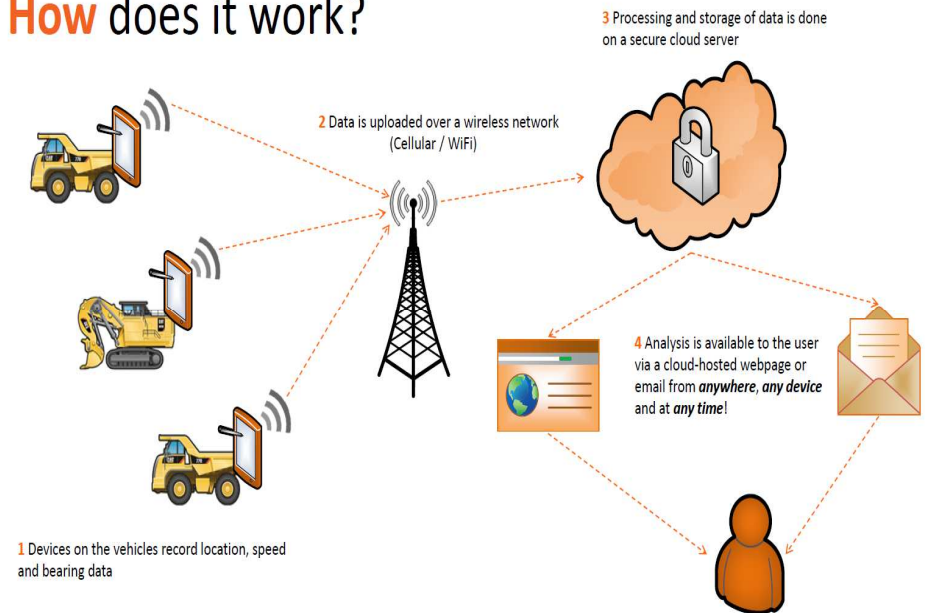 How does it work?
3 Processing and storage of data is done
on a secure cloud server
2 Data is uploaded over a wireless network
(Cellular / WiFi)
4 Analysis is available to the user
via a cloud-hosted webpage or
email from anywhere, any device
and at any time!
1 Devices on the vehicles record location, speed
and bearing data